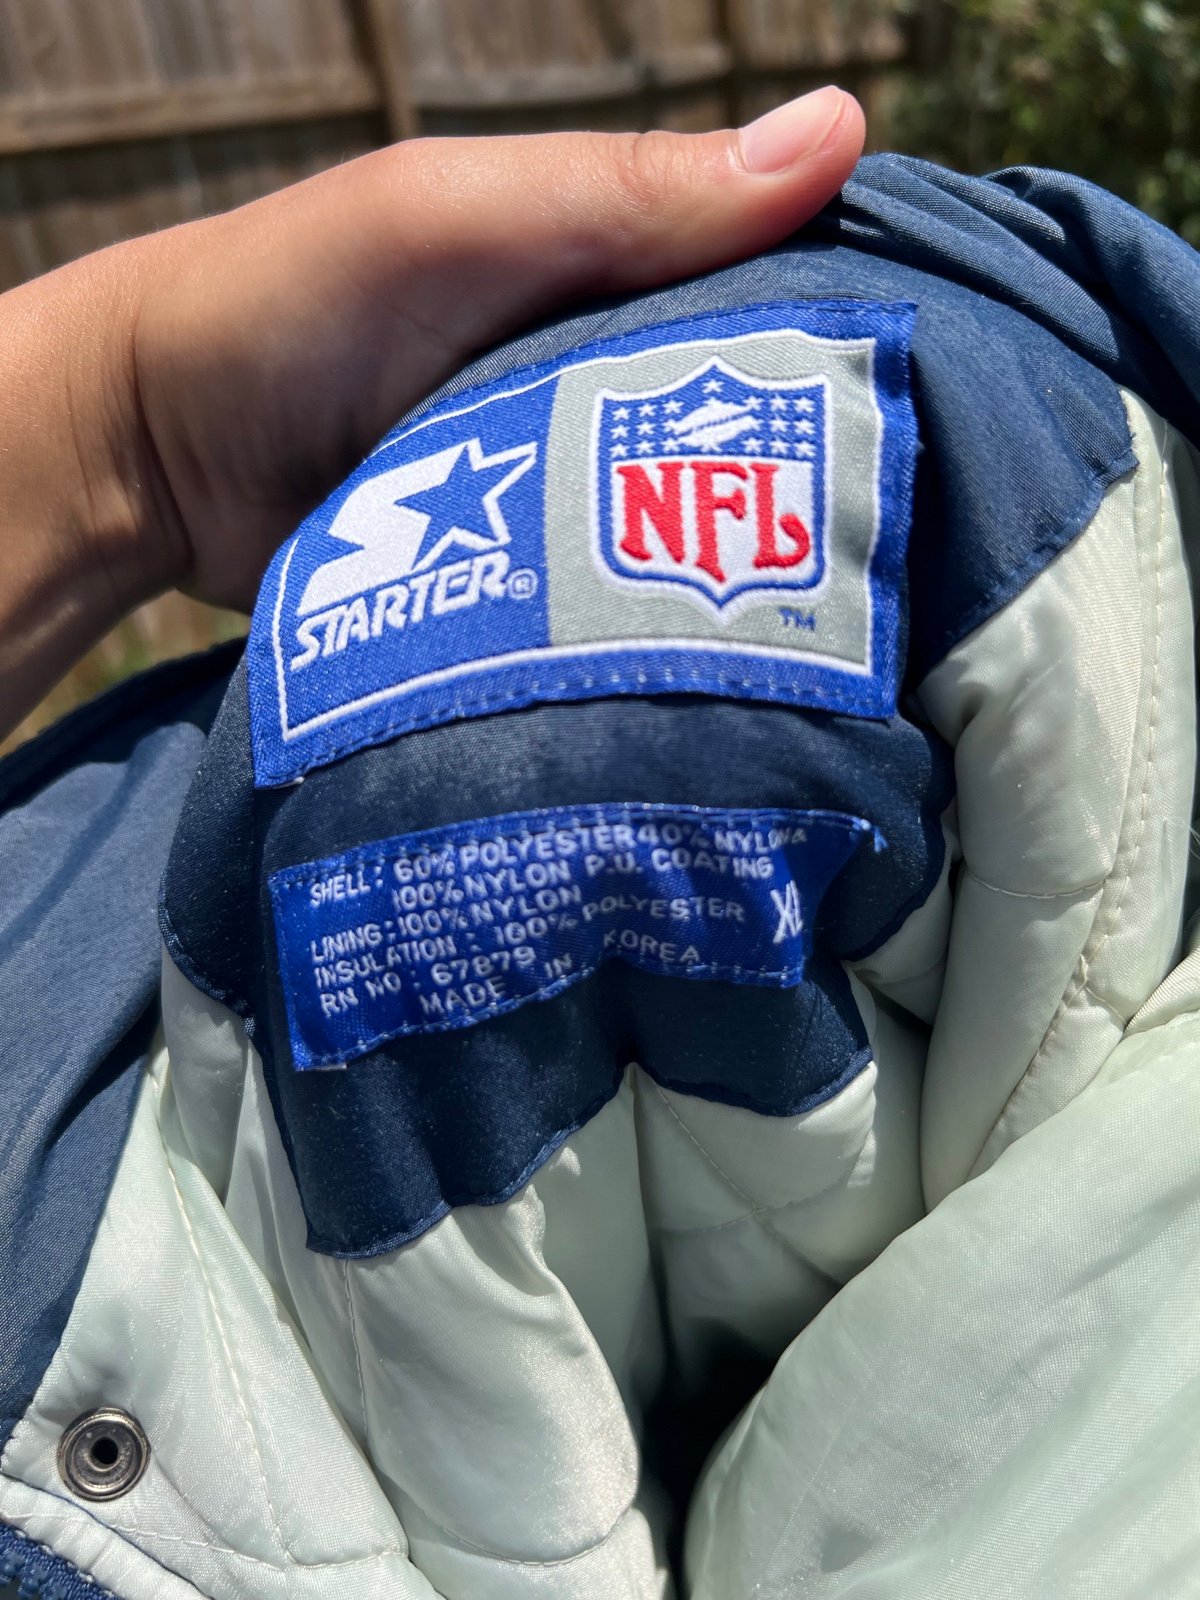 STARTER®
NFL
TM
SHELL: 60% POLYESTER 40% NYLON &
100% NYLON P.U. COATING
LINING: 100% NYLON
INSULATION: 100% POLYESTER
RN NO: 67879
MADE IN KOREA
XL